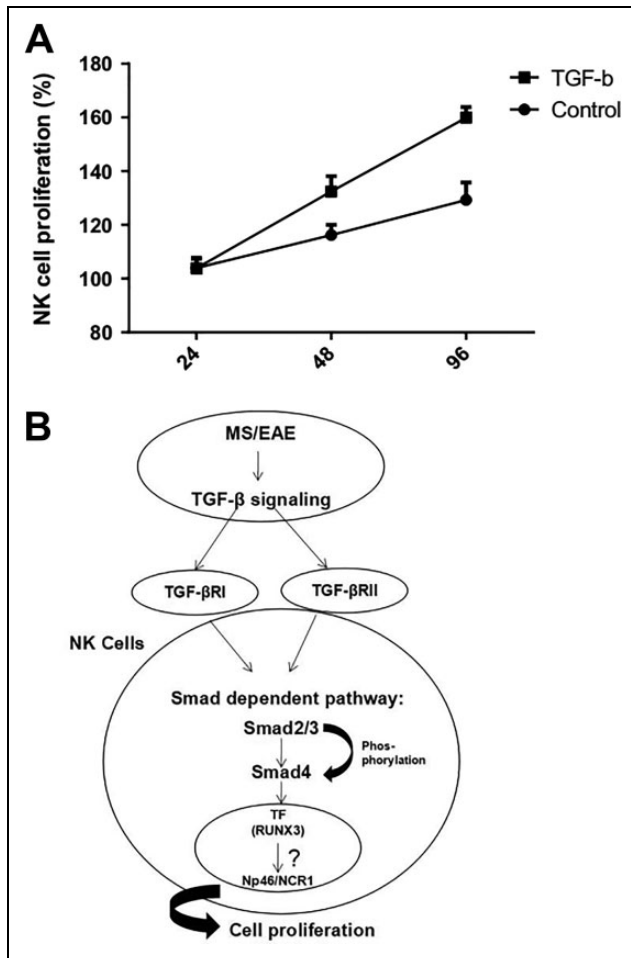 A
NK cell proliferation (%)
180
160
140
120
100
80
24
48
96
TGF-b
Control
B
MS/EAE
TGF-β signaling
TGF-βRI
TGF-βRII
NK Cells
Smad dependent pathway:
Smad2/3
Phos-
phorylation
Smad4
TF
(RUNX3)
?
Np46/NCR1
Cell proliferation